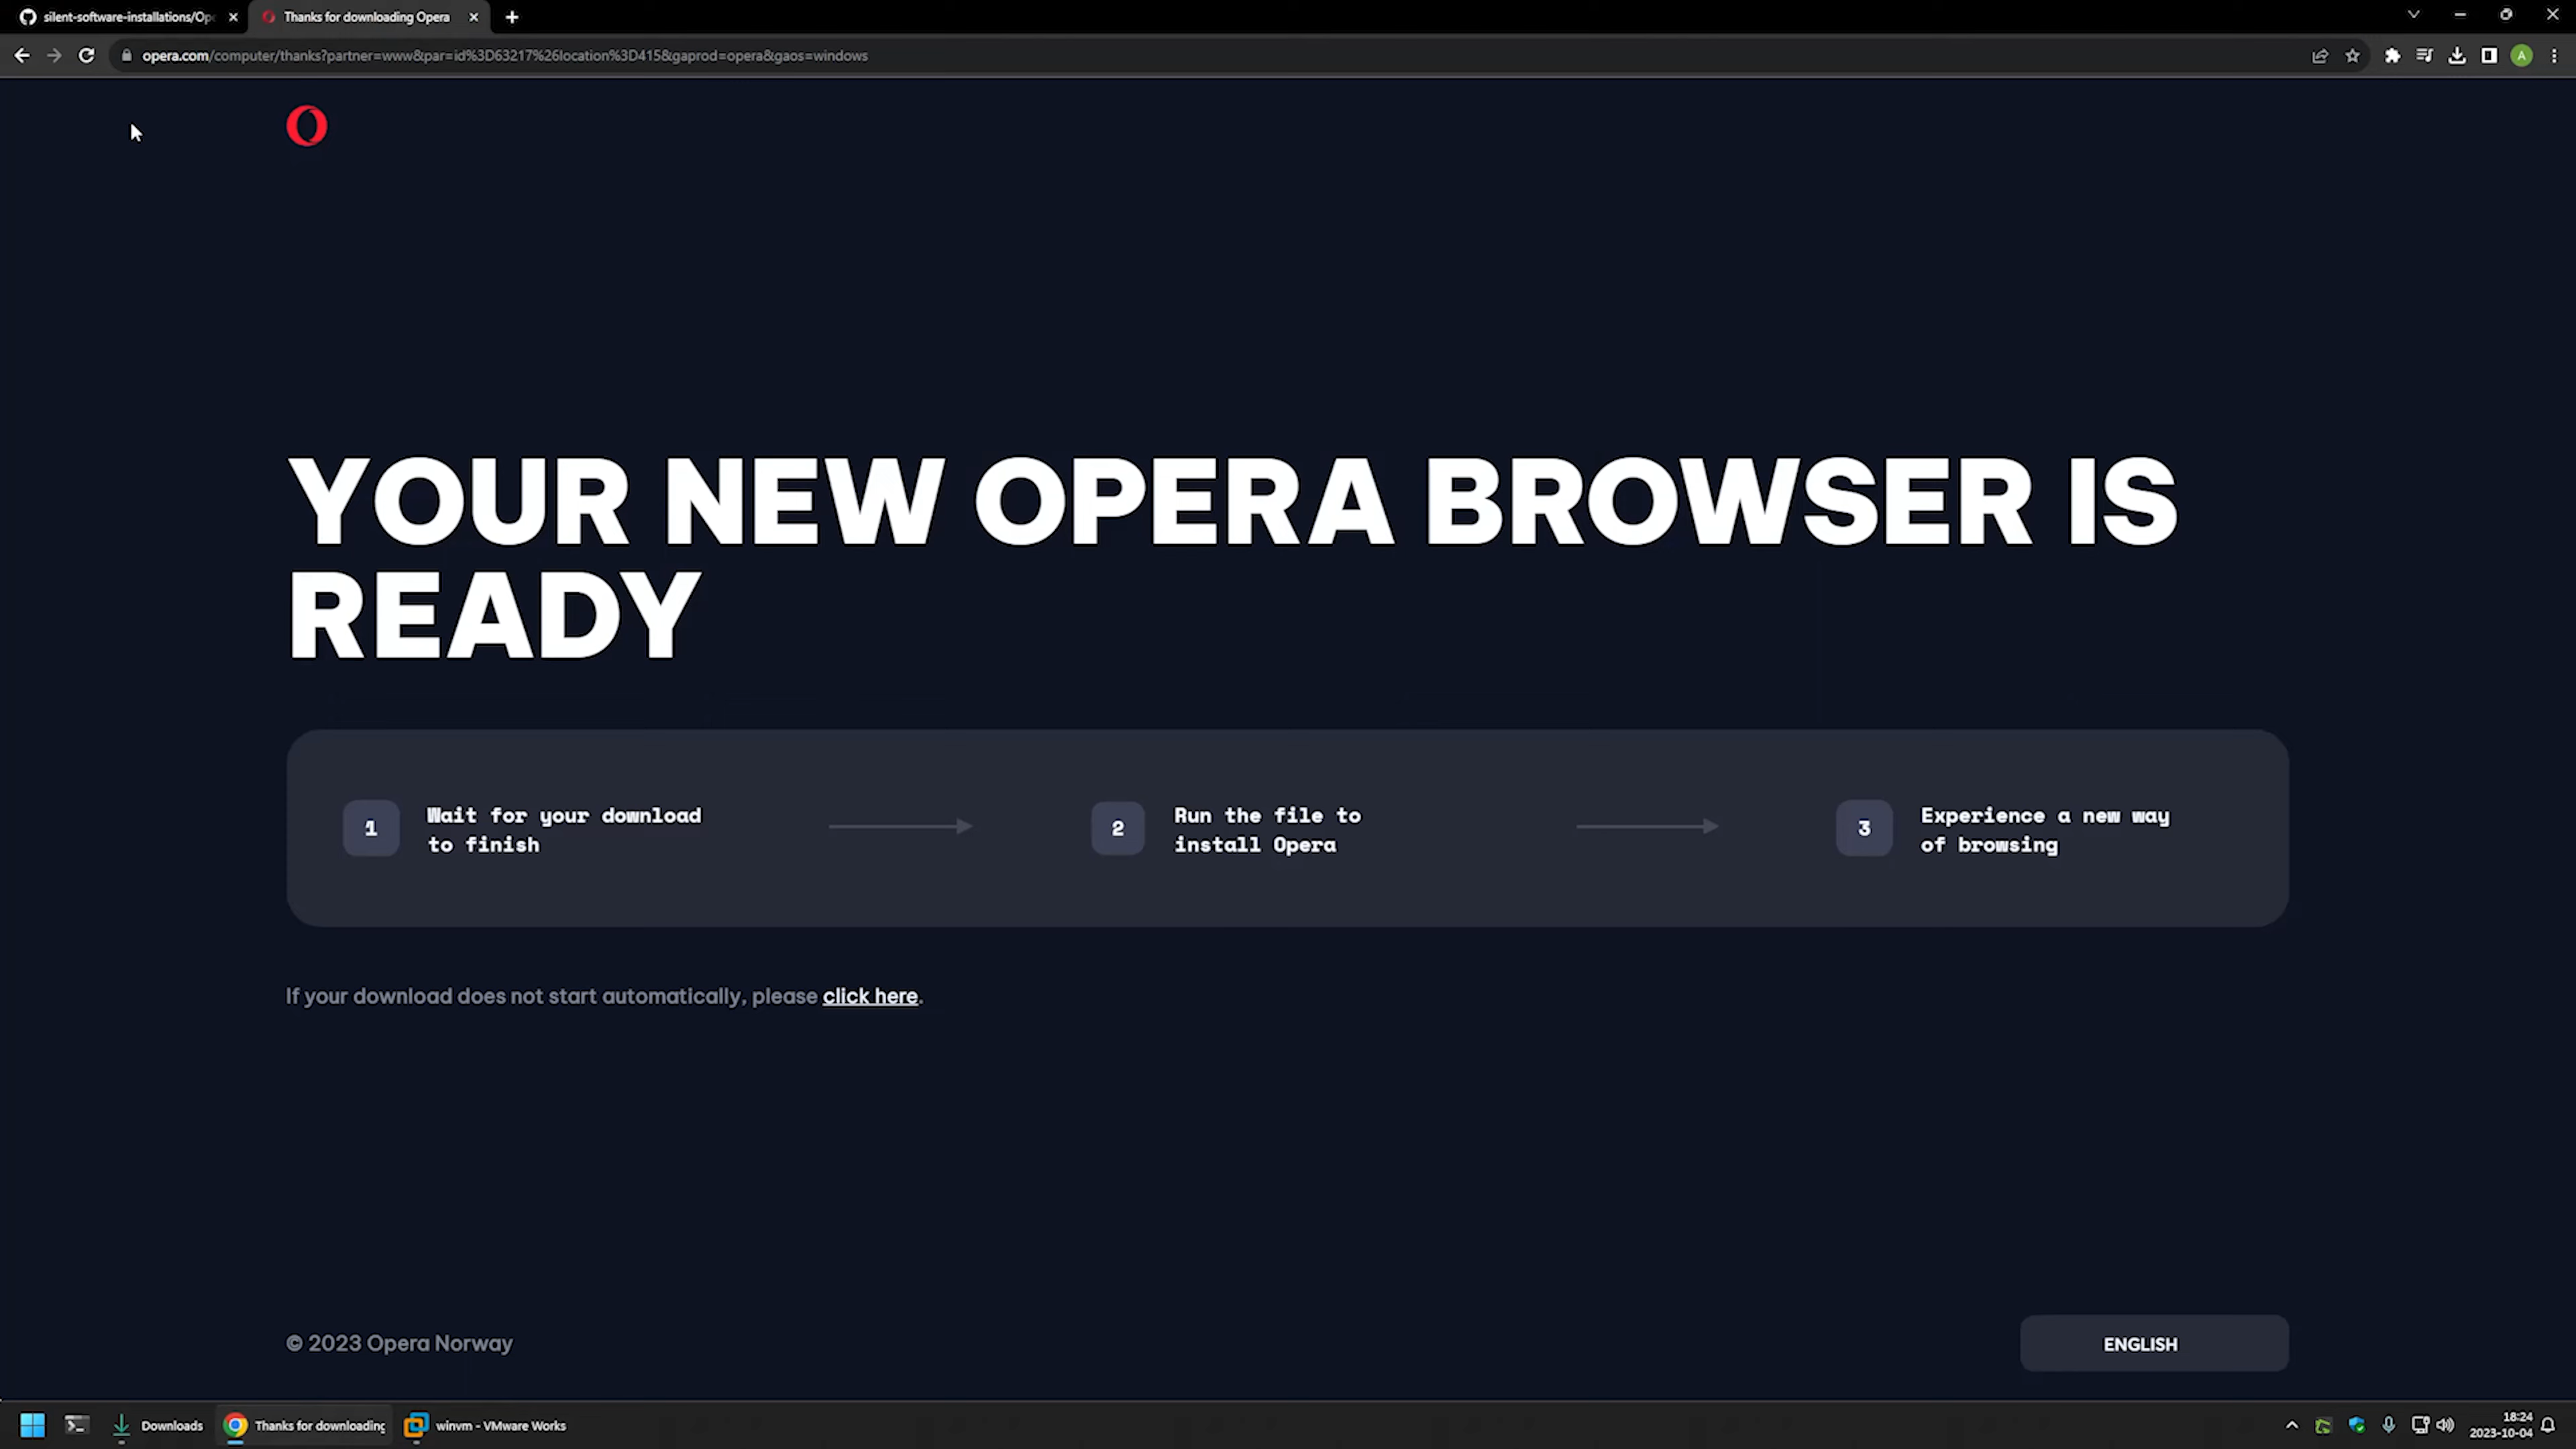 silent-software-installations/Op
Thanks for downloading Opera
opera.com/computer/thanks?partner=www&par=id%3D63217%26location%3D415&gaprod=opera&gaos=windows
A
YOUR NEW OPERA BROWSER IS
READY
1
Wait for your download
to finish
2
Run the file to
install Opera
3
Experience a new way
of browsing
If your download does not start automatically, please click here.
© 2023 Opera Norway
ENGLISH
Downloads
Thanks for downloading
winvm - VMware Works
18:24
2023-10-04